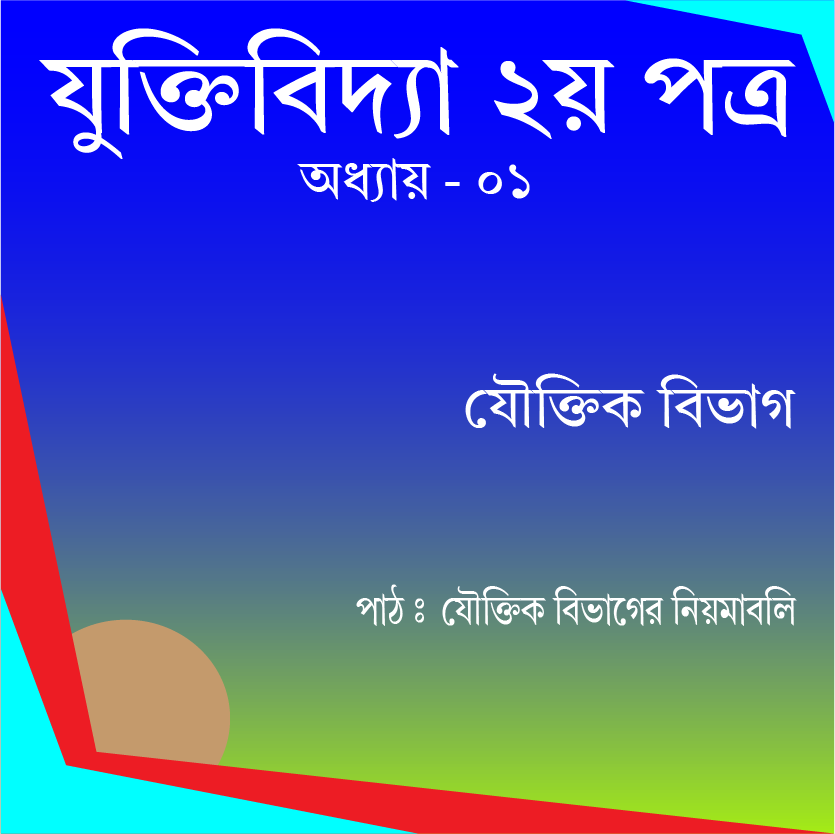 যুক্তিবিদ্যা ২য় পত্র
অধ্যায় - ০১
যৌক্তিক বিভাগ
পাঠ ঃ যৌক্তিক বিভাগের নিয়মাবলি